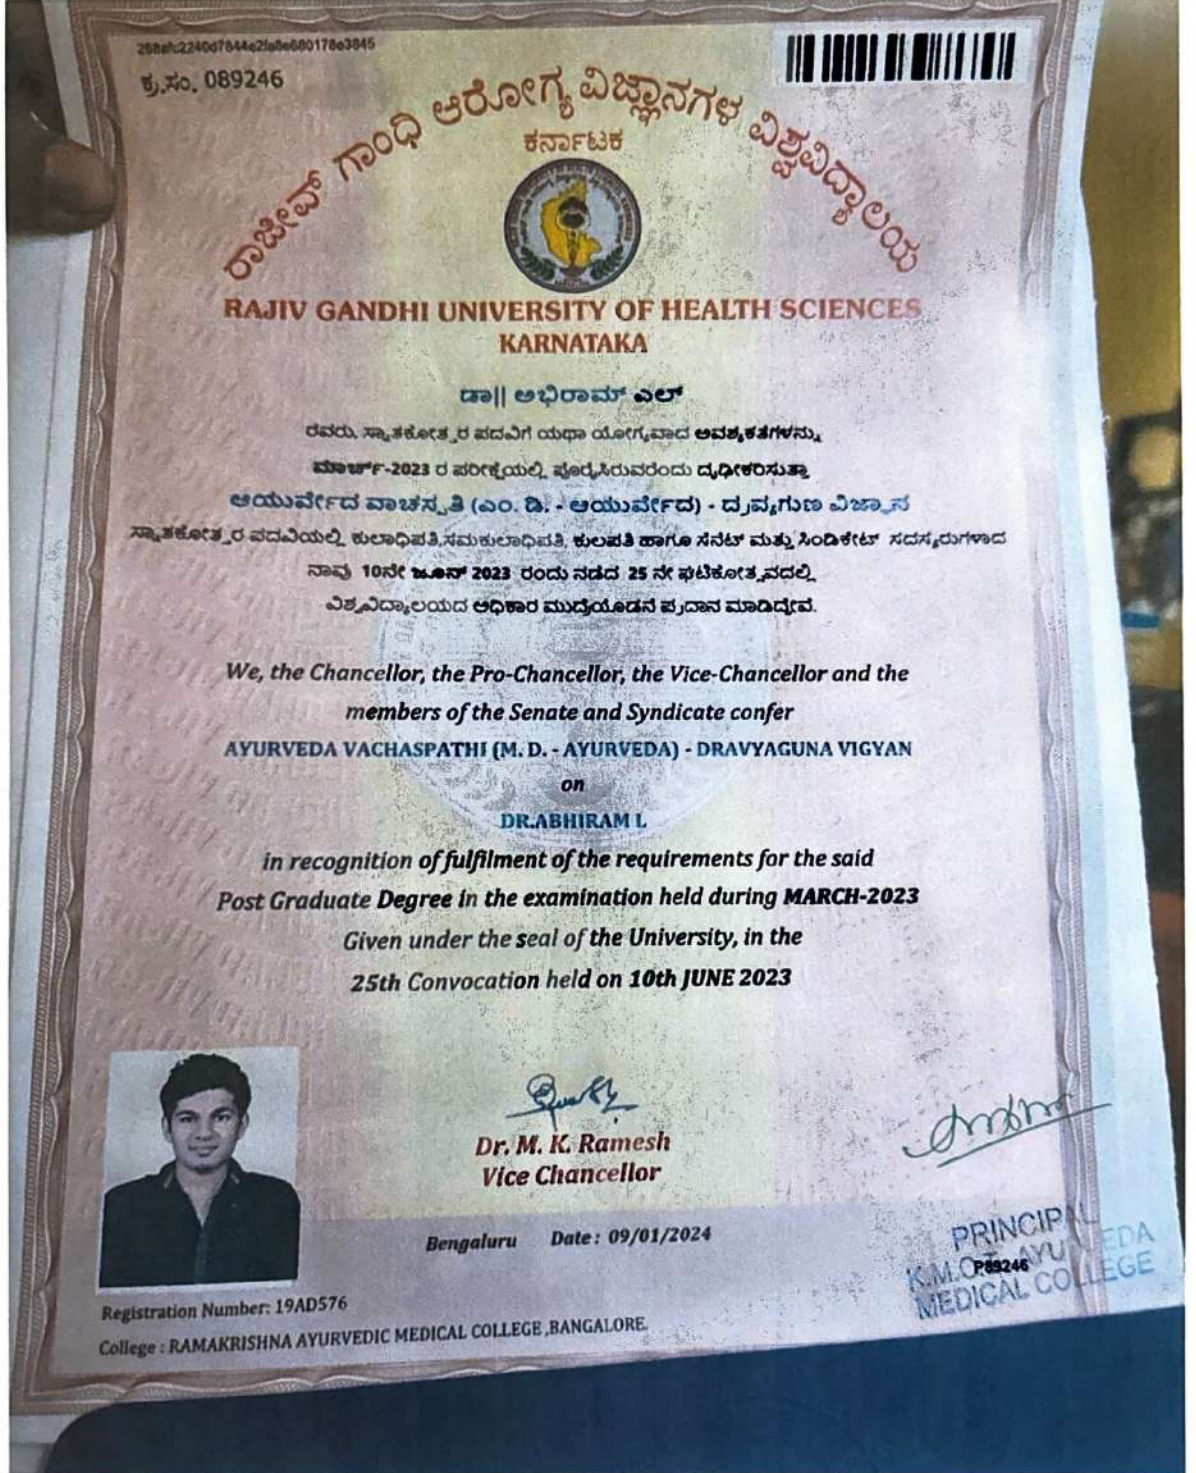 ಕ್ರ.ಸಂ. 089246
ರಾಜೀವ್ ಗಾಂಧಿ ಆರೋಗ್ಯ ವಿಜ್ಞಾನಗಳ ವಿಶ್ವವಿದ್ಯಾಲಯ
ಕರ್ನಾಟಕ
RAJIV GANDHI UNIVERSITY OF HEALTH SCIENCES
KARNATAKA
ಡಾ|| ಅಭಿರಾಮ್ ಎಲ್
ರವರು, ಸ್ನಾತಕೋತ್ತರ ಪದವಿಗೆ ಯಥಾ ಯೋಗ್ಯವಾದ ಅವಶ್ಯಕತೆಗಳನ್ನು
ಮಾರ್ಚ್-2023 ರ ಪರೀಕ್ಷೆಯಲ್ಲಿ ಪೂರೈಸಿರುವರೆಂದು ದೃಢೀಕರಿಸುತ್ತಾ
ಆಯುರ್ವೇದ ವಾಚಸ್ಪತಿ (ಎಂ. ಡಿ. - ಆಯುರ್ವೇದ) - ದ್ರವ್ಯಗುಣ ವಿಜ್ಞಾನ
ಸ್ನಾತಕೋತ್ತರ ಪದವಿಯಲ್ಲಿ ಕುಲಾಧಿಪತಿ,ಸಮಕುಲಾಧಿಪತಿ, ಕುಲಪತಿ ಹಾಗೂ ಸೆನೆಟ್ ಮತ್ತು ಸಿಂಡಿಕೇಟ್ ಸದಸ್ಯರುಗಳಾದ
ನಾವು 10ನೇ ಜೂನ್ 2023 ರಂದು ನಡೆದ 25 ನೇ ಘಟಿಕೋತ್ಸವದಲ್ಲಿ
ವಿಶ್ವವಿದ್ಯಾಲಯದ ಅಧಿಕಾರ ಮುದ್ರೆಯೊಡನೆ ಪ್ರದಾನ ಮಾಡಿದ್ದೇವೆ.
We, the Chancellor, the Pro-Chancellor, the Vice-Chancellor and the
members of the Senate and Syndicate confer
AYURVEDA VACHASPATHI (M. D. - AYURVEDA) - DRAVYAGUNA VIGYAN
on
DR.ABHIRAM L
in recognition of fulfilment of the requirements for the said
Post Graduate Degree in the examination held during MARCH-2023
Given under the seal of the University, in the
25th Convocation held on 10th JUNE 2023
Dr. M. K. Ramesh
Vice Chancellor
Bengaluru Date : 09/01/2024
PRINCIPAL
K.M.C.T. AYURVEDA
P89246
MEDICAL COLLEGE
Registration Number: 19AD576
College : RAMAKRISHNA AYURVEDIC MEDICAL COLLEGE ,BANGALORE.